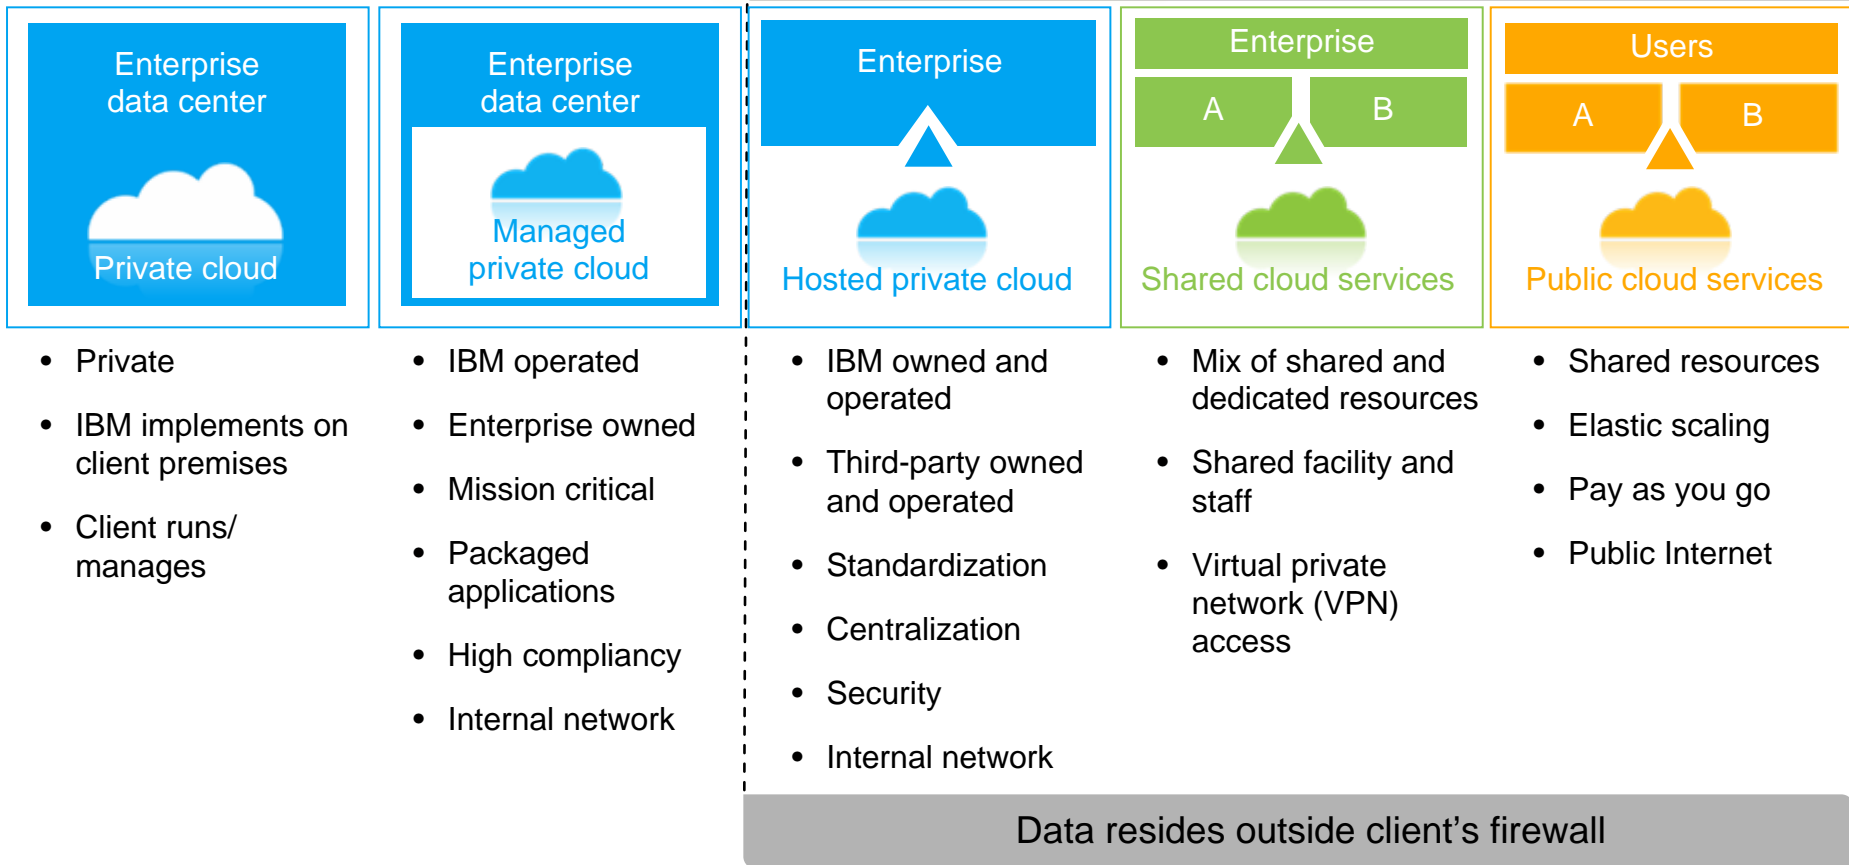 Enterprise
data center
Private cloud
• Private
• IBM implements on
client premises
• Client runs/
manages
Enterprise
data center
Managed
private cloud
• IBM operated
• Enterprise owned
• Mission critical
• Packaged
applications
• High compliancy
• Internal network
Enterprise
Hosted private cloud
• IBM owned and
operated
• Third-party owned
and operated
• Standardization
• Centralization
• Security
• Internal network
Enterprise
A B
Shared cloud services
• Mix of shared and
dedicated resources
• Shared facility and
staff
• Virtual private
network (VPN)
access
Users
A B
Public cloud services
• Shared resources
• Elastic scaling
• Pay as you go
• Public Internet
Data resides outside client’s firewall